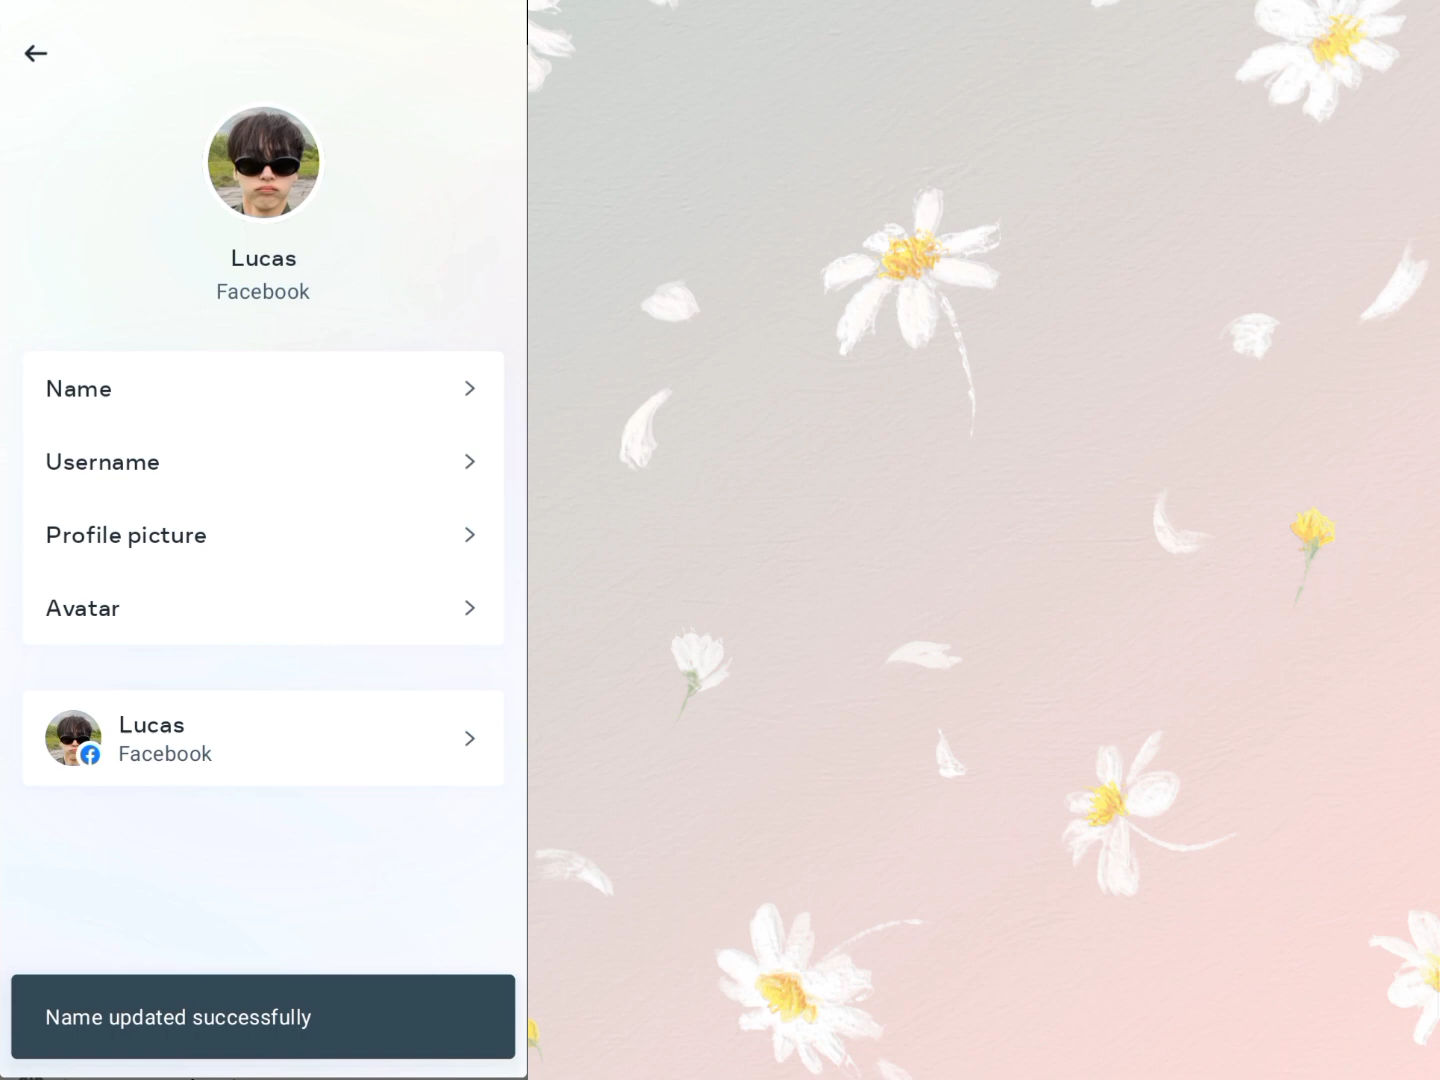 Lucas
Facebook
Name
Username
Profile picture
Avatar
Lucas
Facebook
Name updated successfully